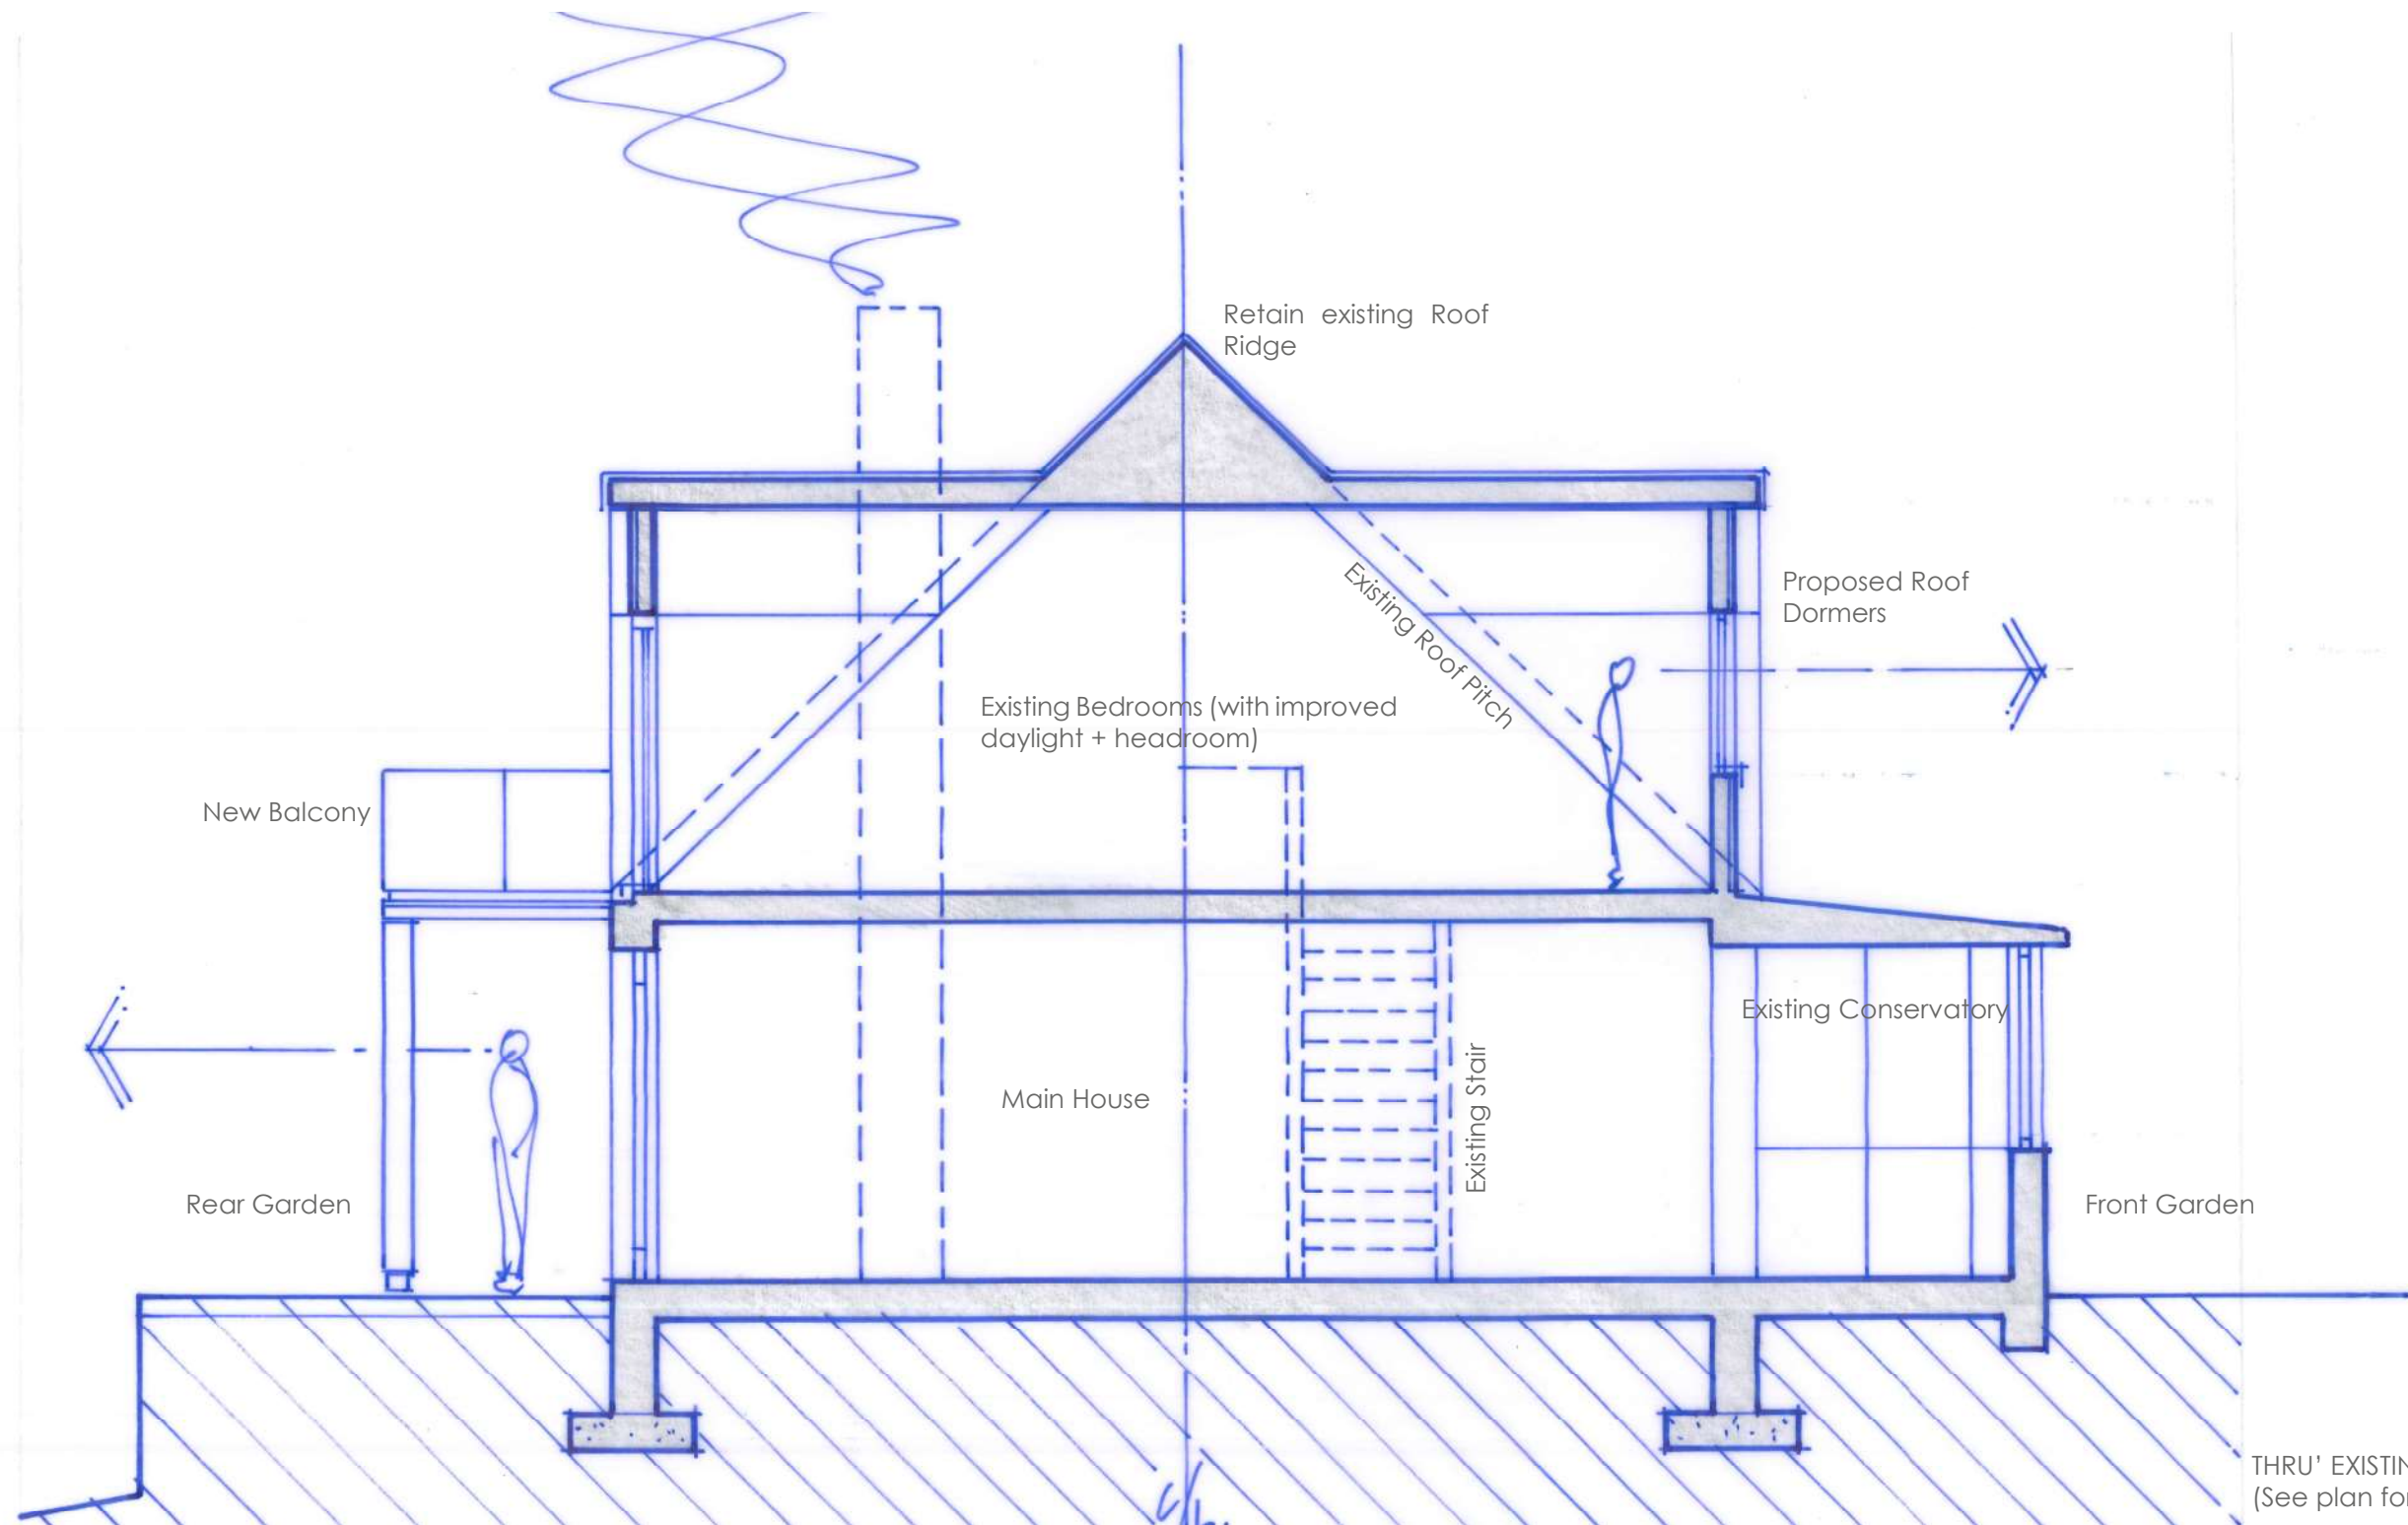 Retain existing Roof
Ridge
Proposed Roof
Dormers
Existing Roof Pitch
Existing Bedrooms (with improved
daylight + headroom)
New Balcony
Existing Conservatory
Existing Stair
Main House
Rear Garden
Front Garden
THRU' EXISTIN
(See plan fo